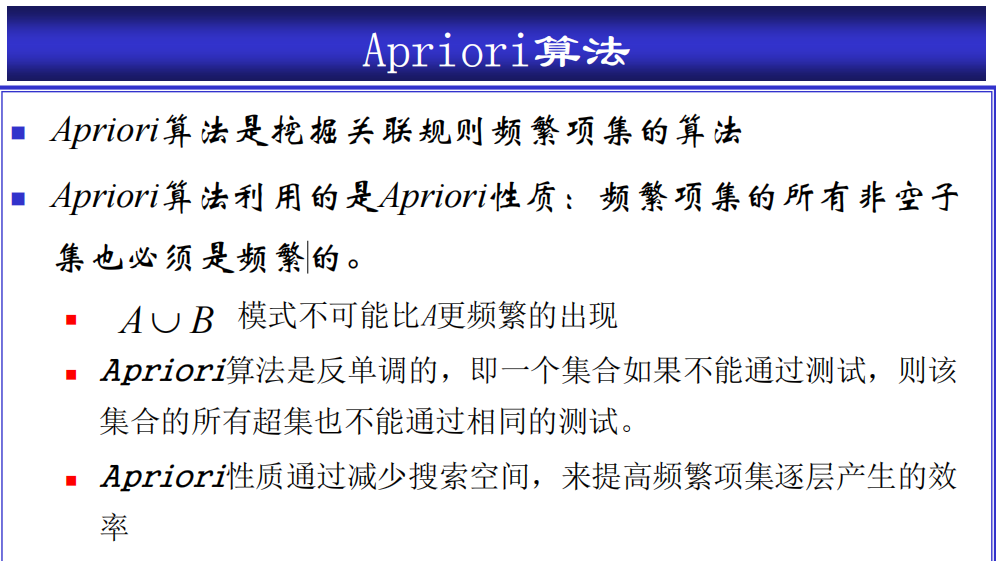 Apriori算法
Apriori算法是挖掘关联规则频繁项集的算法
Apriori算法利用的是Apriori性质：频繁项集的所有非空子
集也必须是频繁的。
A∪B 模式不可能比A更频繁的出现
Apriori算法是反单调的，即一个集合如果不能通过测试，则该
集合的所有超集也不能通过相同的测试。
Apriori性质通过减少搜索空间，来提高频繁项集逐层产生的效
率